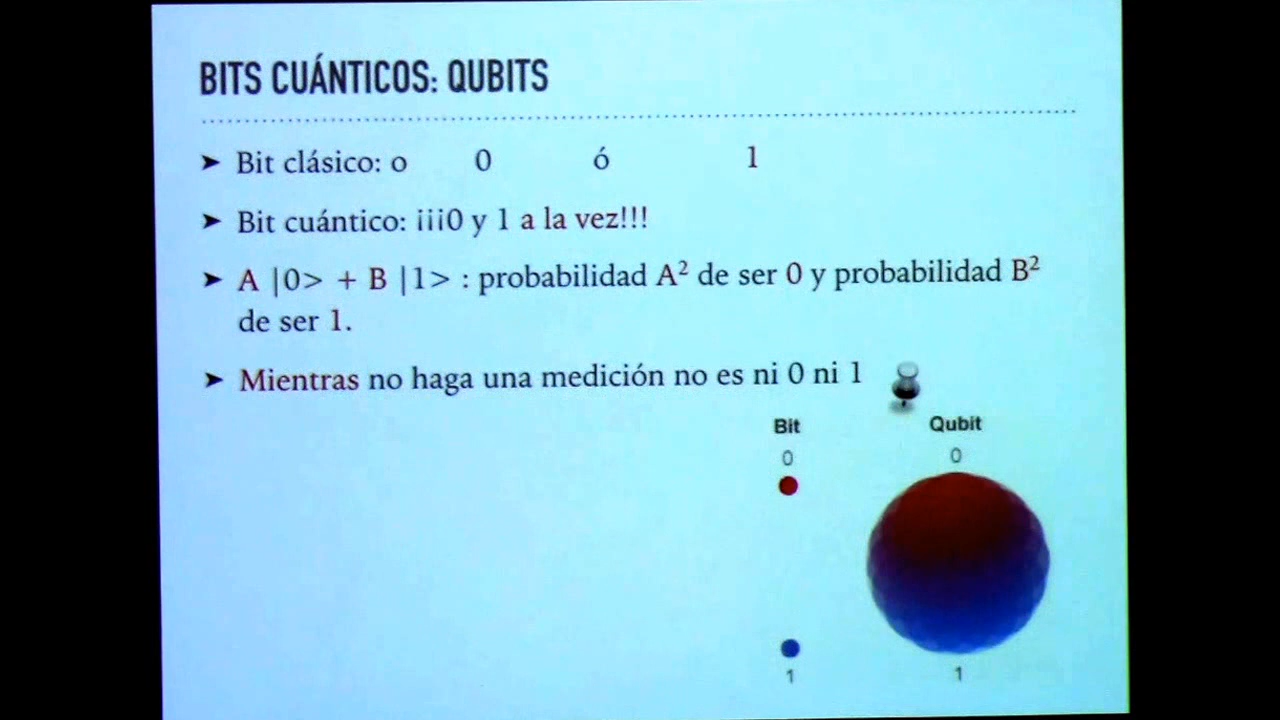 BITS CUÁNTICOS: QUBITS
➤ Bit clásico: o 0 ó 1
➤ Bit cuántico: ¡¡¡0 y 1 a la vez!!!
➤ A |0> + B |1> : probabilidad A² de ser 0 y probabilidad B²
de ser 1.
➤ Mientras no haga una medición no es ni 0 ni 1
Bit Qubit
0 0
1 1